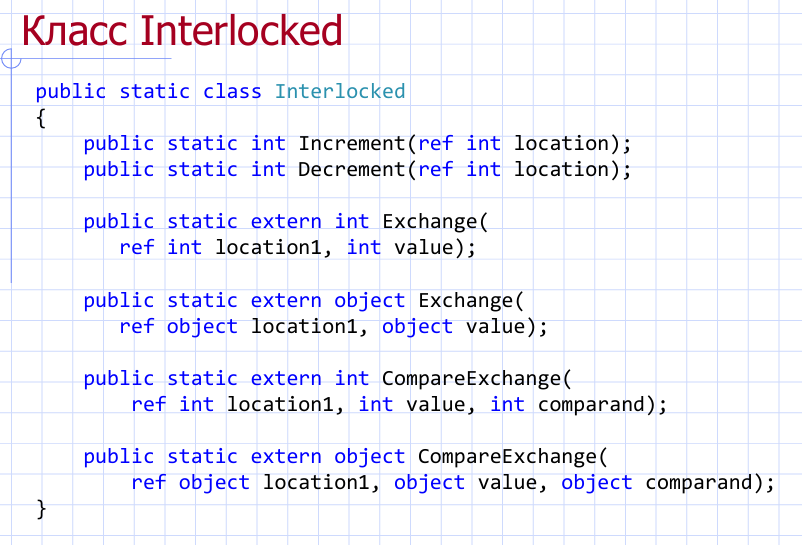 Класс Interlocked
public static class Interlocked
{
public static int Increment(ref int location);
public static int Decrement(ref int location);
public static extern int Exchange(
ref int location1, int value);
public static extern object Exchange(
ref object location1, object value);
public static extern int CompareExchange(
ref int location1, int value, int comparand);
public static extern object CompareExchange(
ref object location1, object value, object comparand);
}